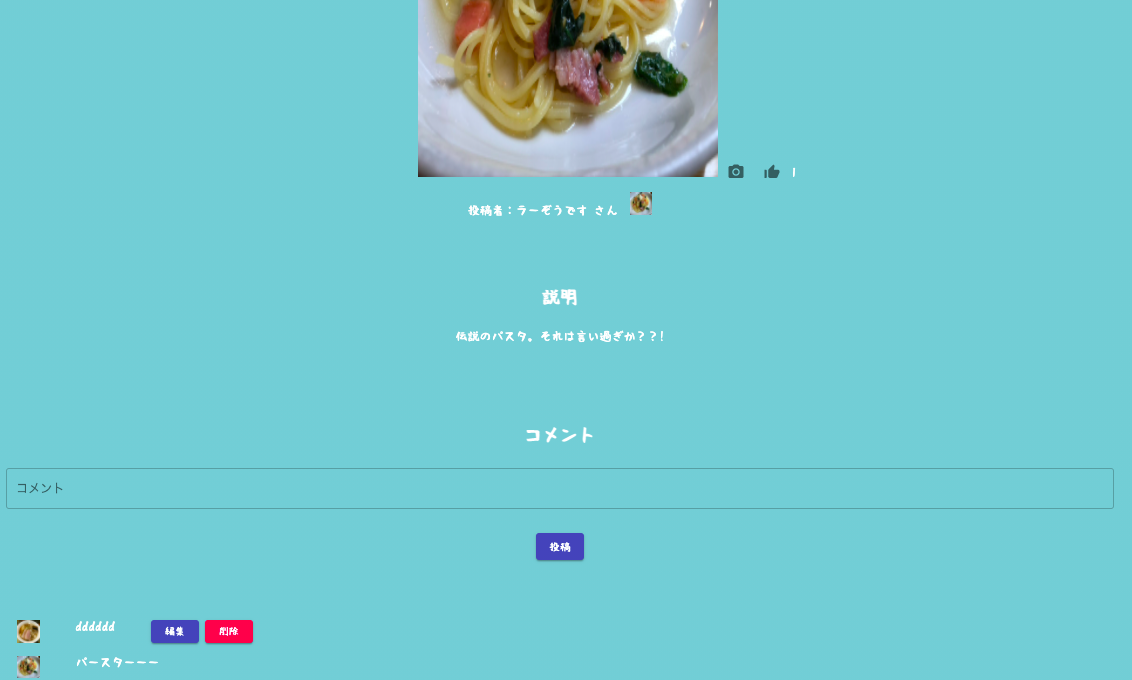 1
投稿者：ラーぞうです さん
説明
伝説のパスタ。それは言い過ぎか？？！
コメント
コメント
投稿
dddddd 編集 削除
パースターーー